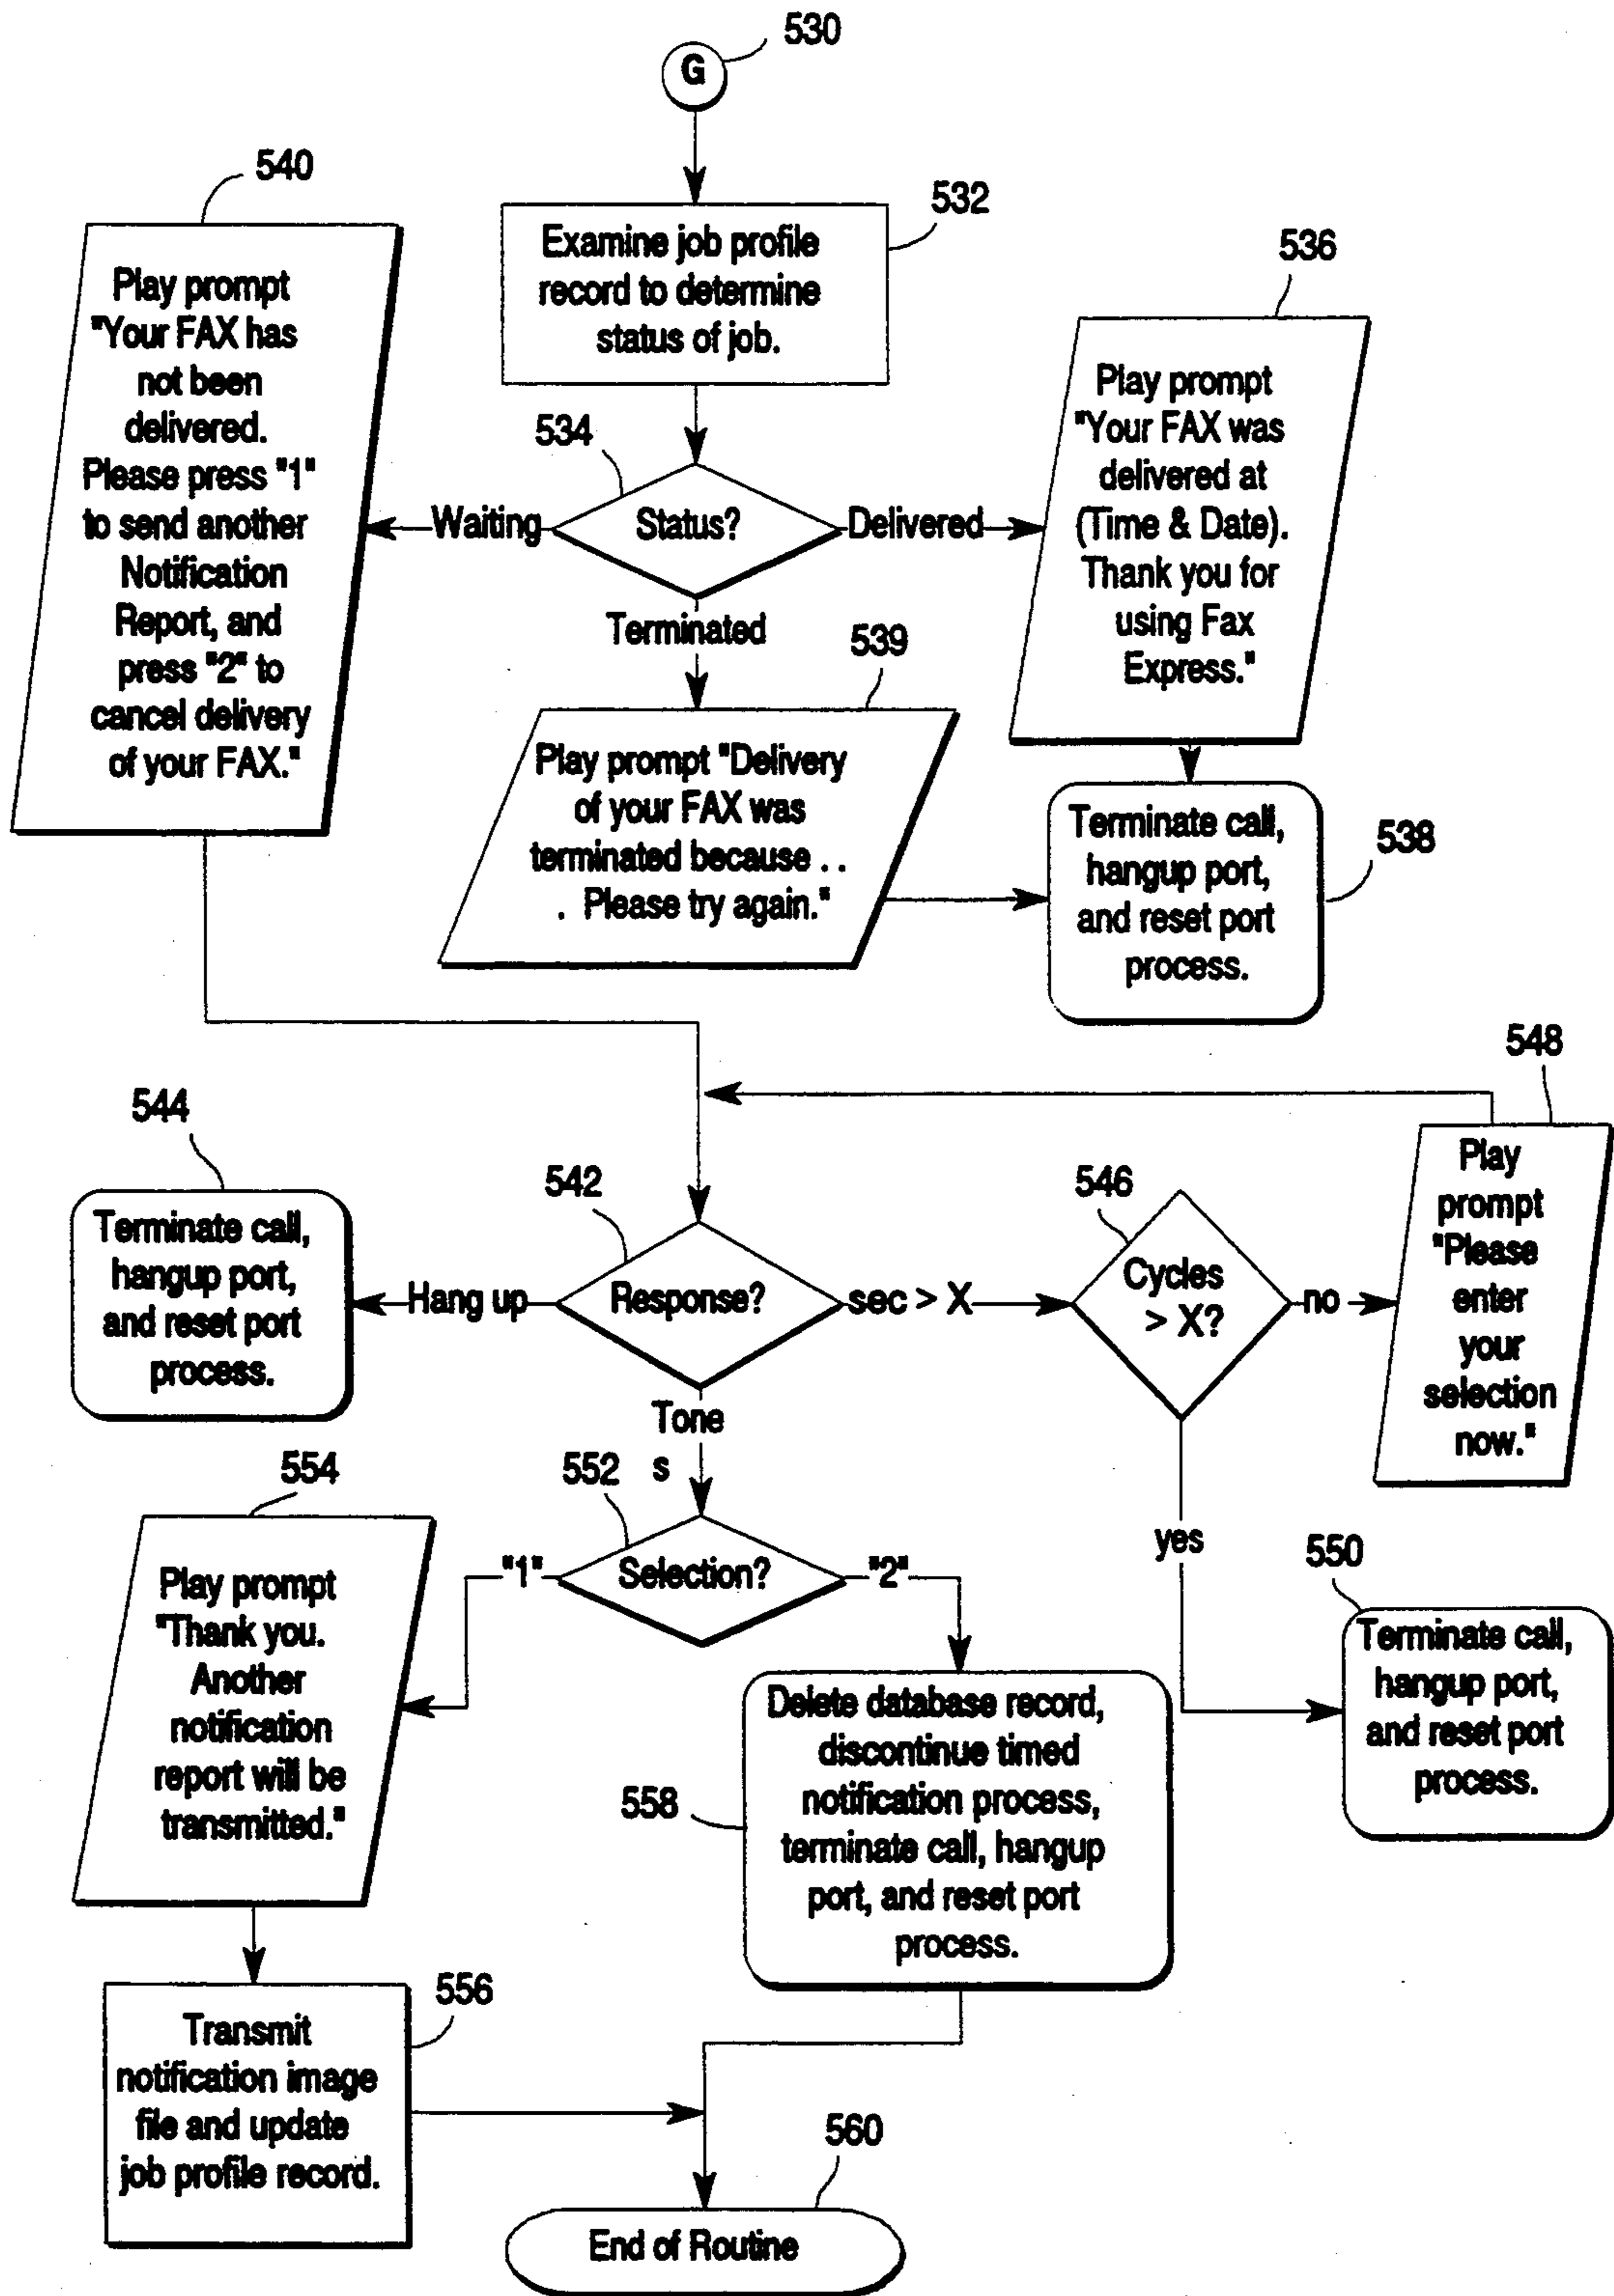 530
G
532
Examine job profile
record to determine
status of job.
540
Play prompt
"Your FAX has
not been
delivered.
Please press "1"
to send another
Notification
Report, and
press "2" to
cancel delivery
of your FAX."
534
Status?
Waiting
Delivered
Terminated
536
Play prompt
"Your FAX was
delivered at
(Time & Date).
Thank you for
using Fax
Express."
539
Play prompt "Delivery
of your FAX was
terminated because . .
. Please try again."
538
Terminate call,
hangup port,
and reset port
process.
548
Play
prompt
"Please
enter
your
selection
now."
544
Terminate call,
hangup port,
and reset port
process.
542
Response?
Hang up
sec > X
546
Cycles
> X?
no
yes
Tone
s
552
Selection?
"1"
"2"
554
Play prompt
"Thank you.
Another
notification
report will be
transmitted."
550
Terminate call,
hangup port,
and reset port
process.
558
Delete database record,
discontinue timed
notification process,
terminate call, hangup
port, and reset port
process.
556
Transmit
notification image
file and update
job profile record.
560
End of Routine